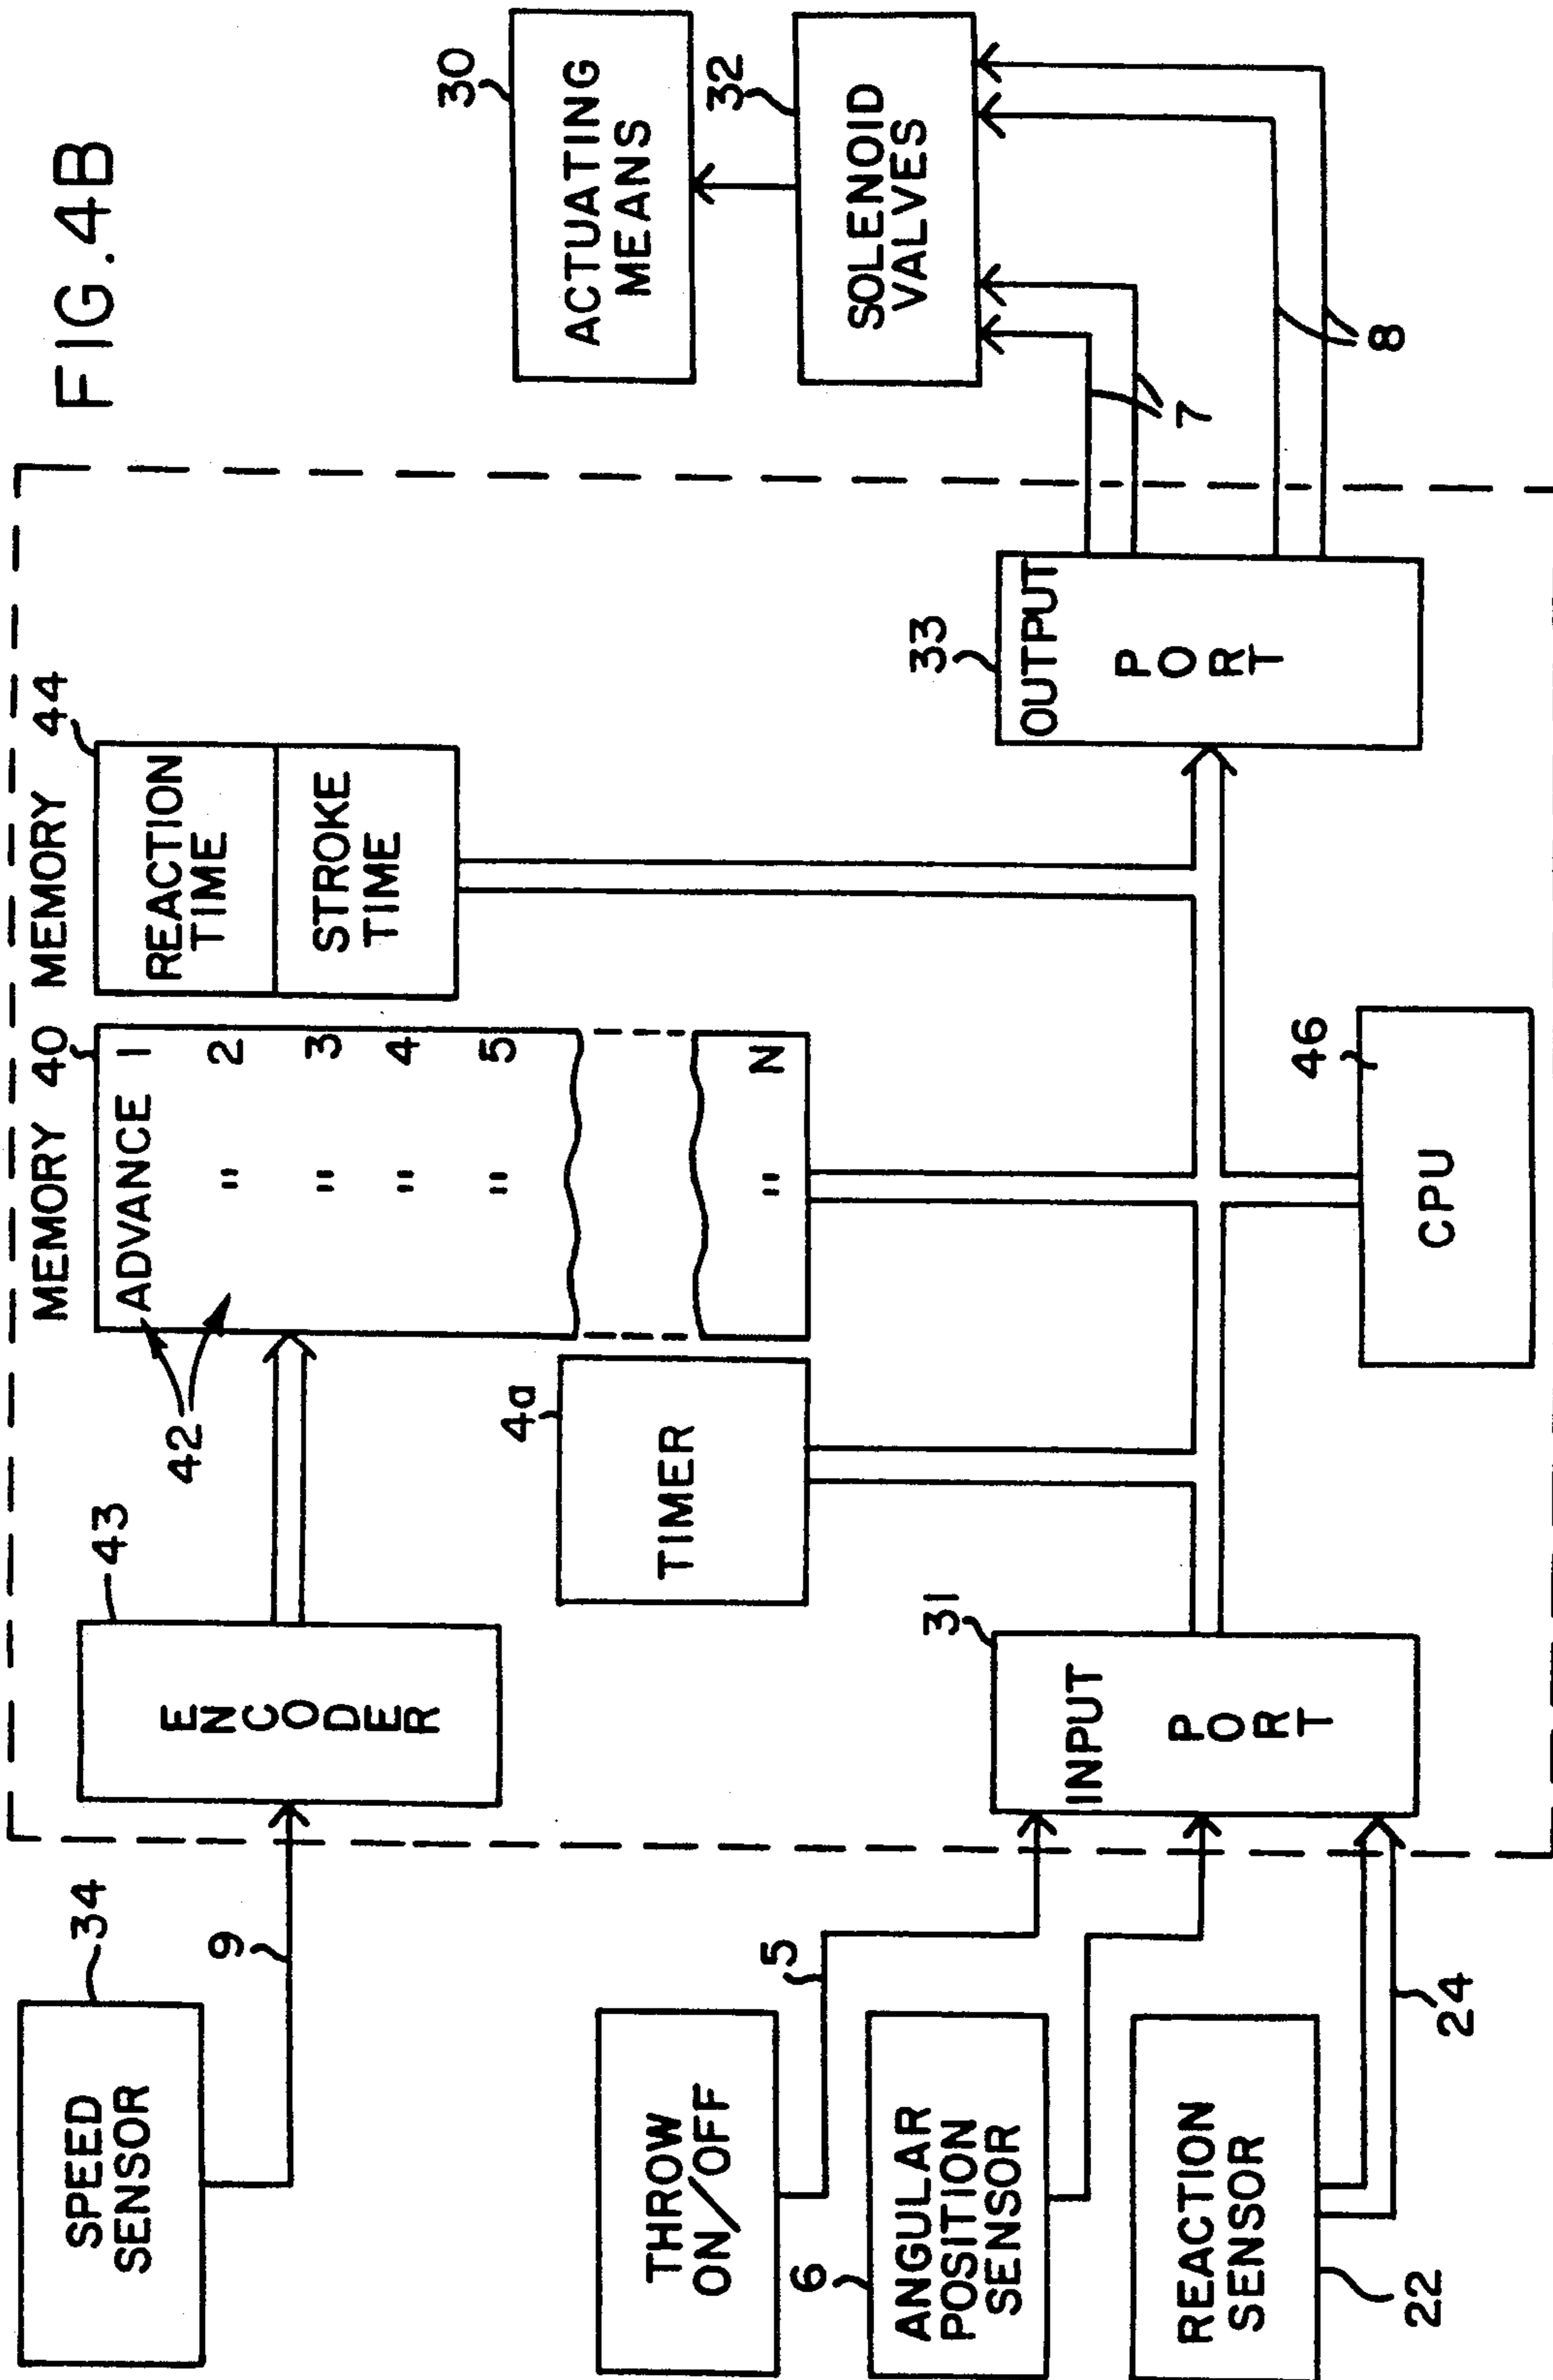 FIG. 4B
SPEED
SENSOR
34
9
43
ENCODER
42
MEMORY 40
ADVANCE 1
" 2
" 3
" 4
" 5
" N
MEMORY 44
REACTION
TIME
STROKE
TIME
4a
TIMER
30
ACTUATING
MEANS
32
SOLENOID
VALVES
THROW
ON/OFF
5
6
ANGULAR
POSITION
SENSOR
REACTION
SENSOR
22
24
31
INPUT
PORT
46
CPU
33
OUTPUT
PORT
7
8